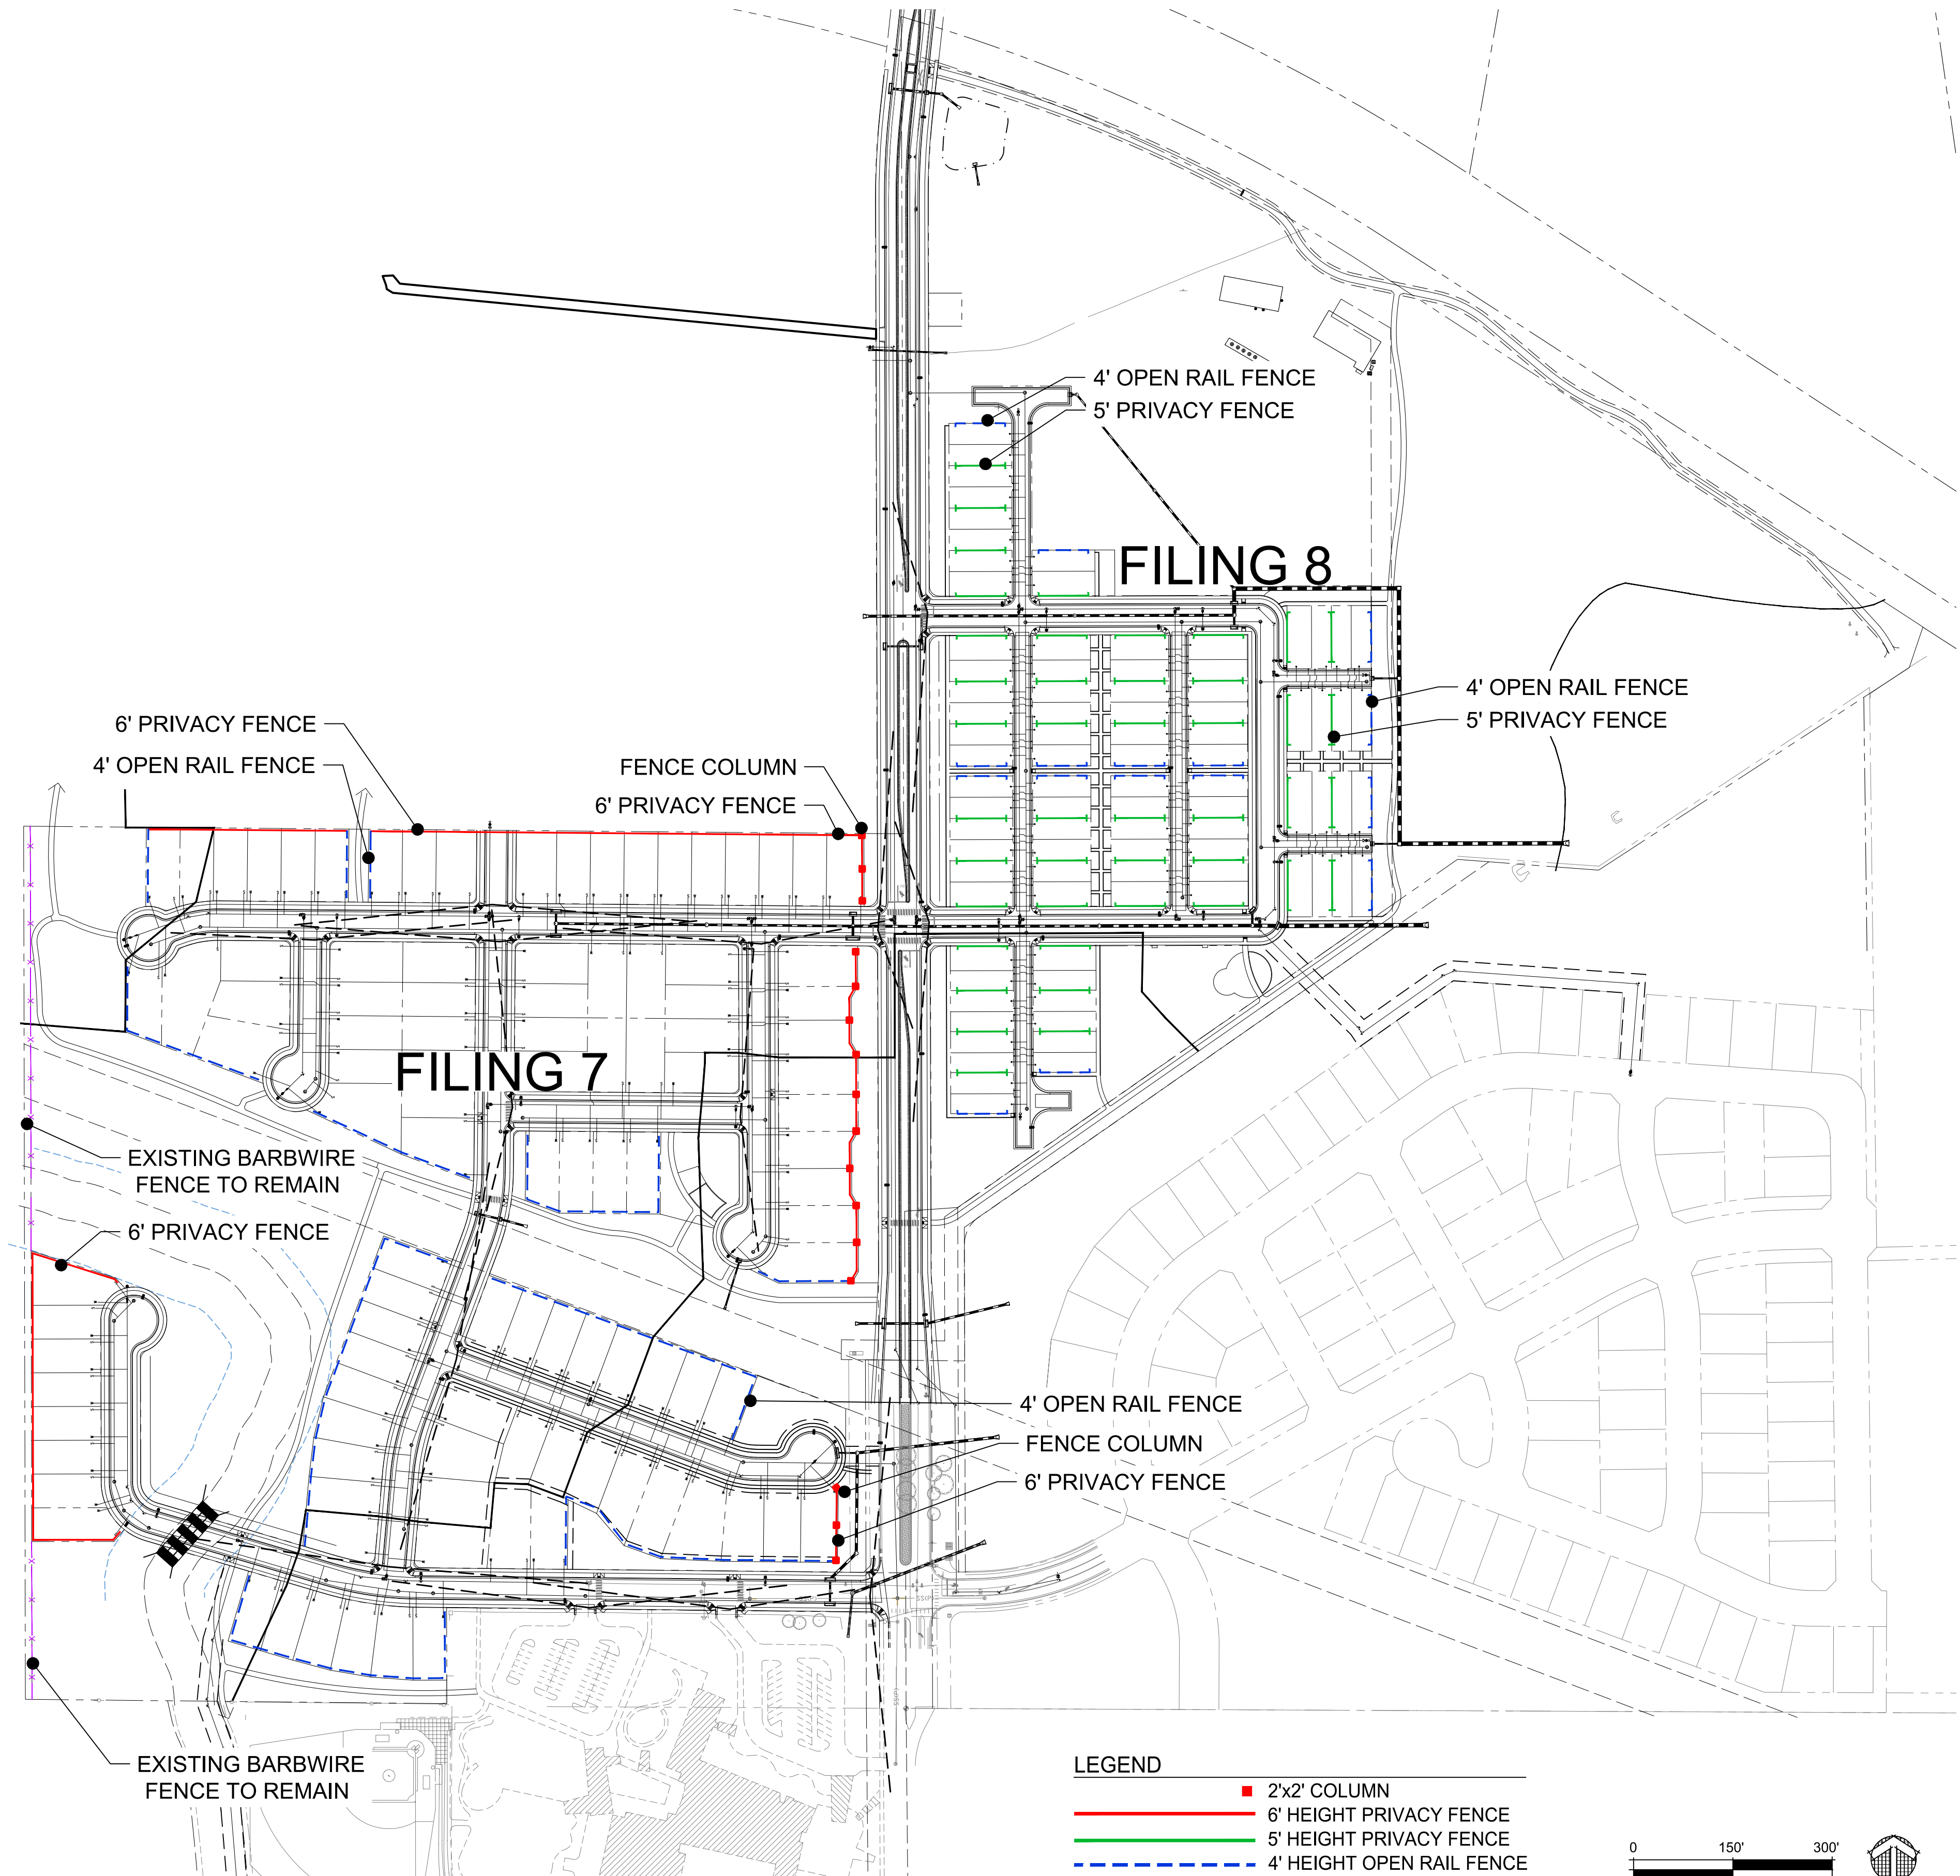 4' OPEN RAIL FENCE
5' PRIVACY FENCE
FILING 8
4' OPEN RAIL FENCE
5' PRIVACY FENCE
6' PRIVACY FENCE
4' OPEN RAIL FENCE
FENCE COLUMN
6' PRIVACY FENCE
FILING 7
EXISTING BARBWIRE
FENCE TO REMAIN
6' PRIVACY FENCE
4' OPEN RAIL FENCE
FENCE COLUMN
6' PRIVACY FENCE
EXISTING BARBWIRE
FENCE TO REMAIN
LEGEND
2'x2' COLUMN
6' HEIGHT PRIVACY FENCE
5' HEIGHT PRIVACY FENCE
4' HEIGHT OPEN RAIL FENCE
0 150' 300'